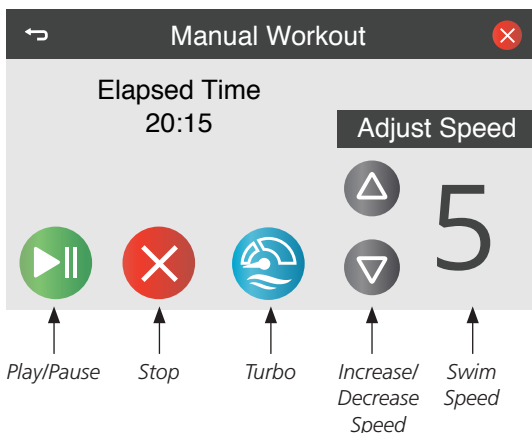 Manual Workout
Elapsed Time
20:15
Adjust Speed
5
Play/Pause
Stop
Turbo
Increase/
Decrease
Speed
Swim
Speed